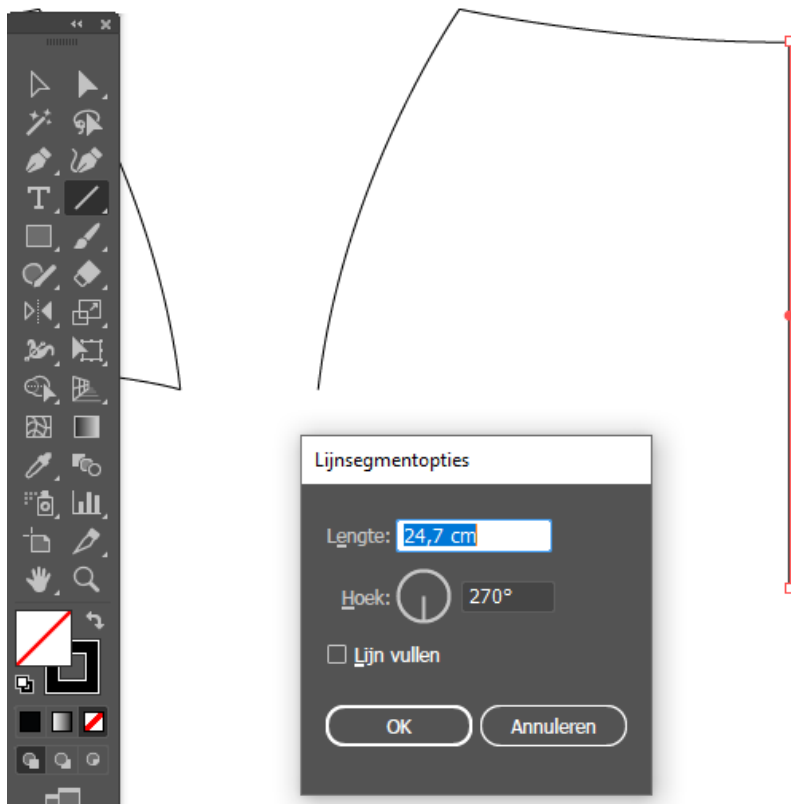 Lijnsegmentopties
Lengte: 24,7 cm
Hoek: 270°
Lijn vullen
OK Annuleren